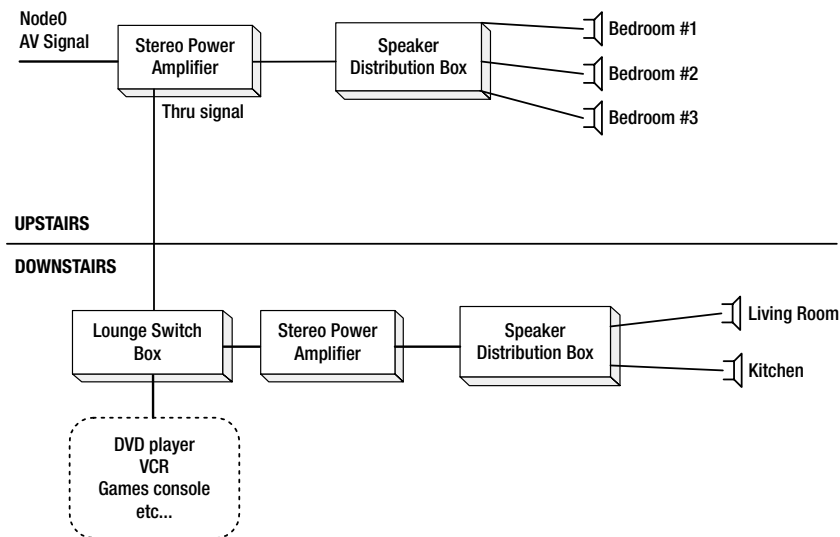 Node0
AV Signal
Stereo Power
Amplifier
Speaker
Distribution Box
Bedroom #1
Bedroom #2
Bedroom #3
Thru signal
UPSTAIRS
DOWNSTAIRS
Lounge Switch
Box
Stereo Power
Amplifier
Speaker
Distribution Box
Living Room
Kitchen
DVD player
VCR
Games console
etc...